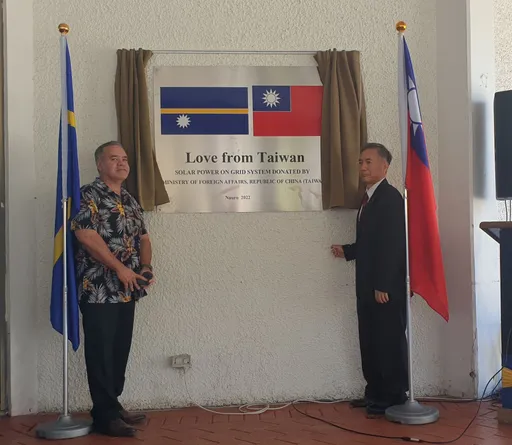 Love from Taiwan
SOLAR POWER ON GRID SYSTEM DONATED BY
MINISTRY OF FOREIGN AFFAIRS, REPUBLIC OF CHINA (TAIWA
Nauru 2022